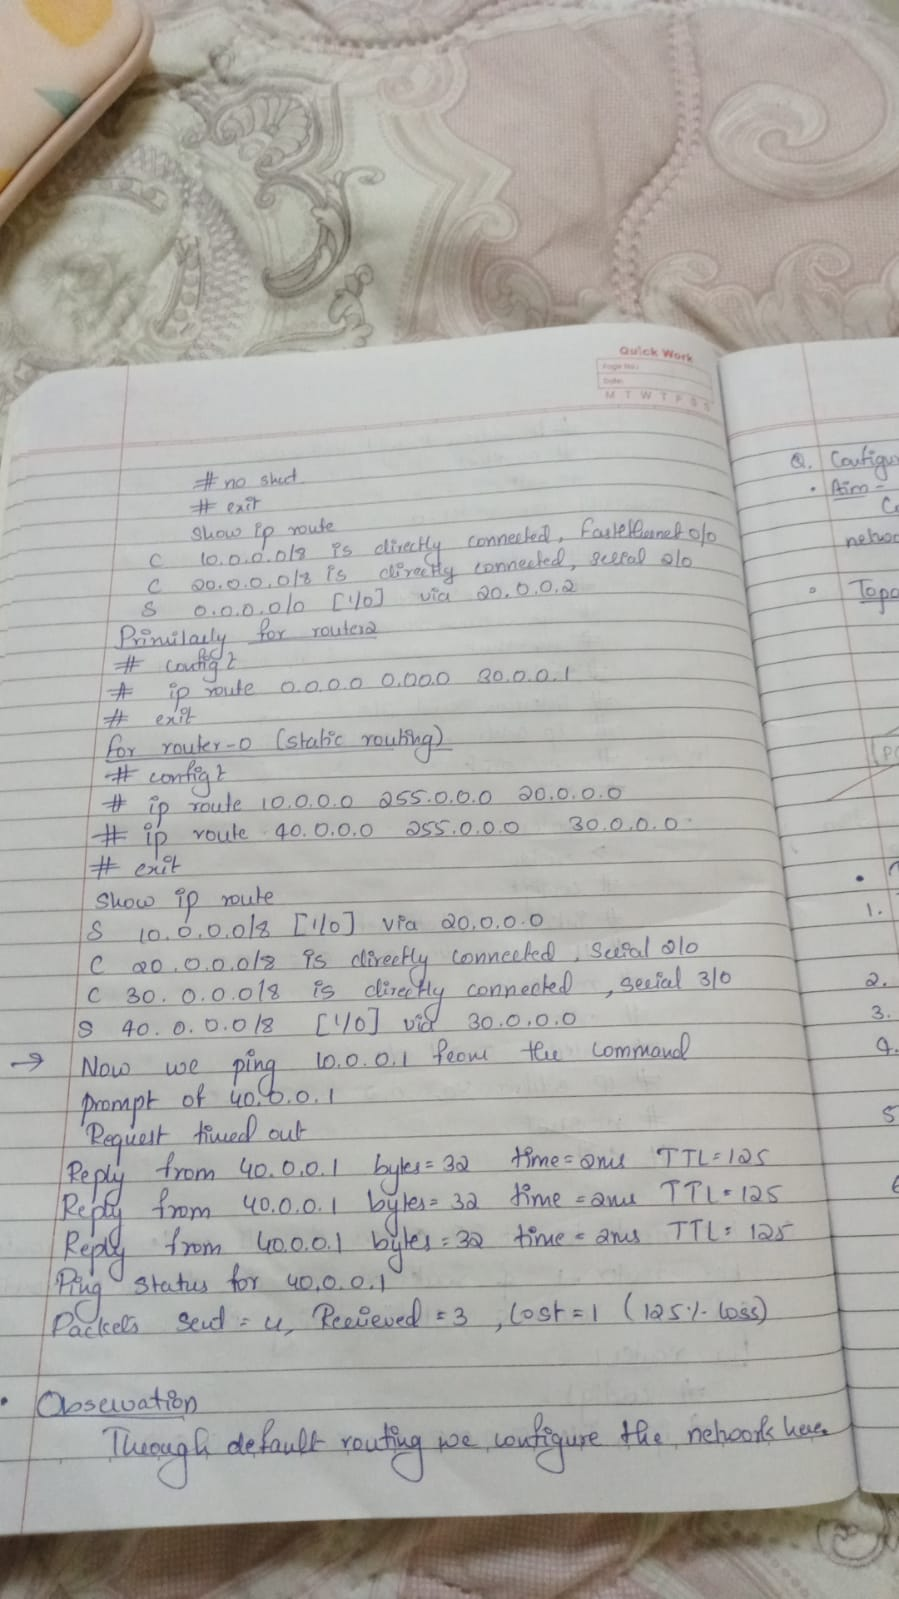 Quick Work
Page No.:
Date:
M T W T F S S
# no shut
# exit
show ip route
C 10.0.0.0/8 is directly connected, fastethernet 0/0
C 20.0.0.0/8 is directly connected, serial 2/0
S 0.0.0.0/0 [1/0] via 20.0.0.2
for router2
# config t
# ip route 0.0.0.0 0.0.0.0 30.0.0.1
# exit
for router-0 (static routing)
# config t
# ip route 10.0.0.0 255.0.0.0 20.0.0.0
# ip route 40.0.0.0 255.0.0.0 30.0.0.0
# exit
show ip route
S 10.0.0.0/8 [1/0] via 20.0.0.0
C 20.0.0.0/8 is directly connected, serial 2/0
C 30.0.0.0/8 is directly connected, serial 3/0
S 40.0.0.0/8 [1/0] via 30.0.0.0
→ Now we ping 10.0.0.1 from the command
prompt of 40.0.0.1
Request timed out
Reply from 40.0.0.1 bytes=32 time=2ms TTL=125
Reply from 40.0.0.1 bytes=32 time=2ms TTL=125
Reply from 40.0.0.1 bytes=32 time=2ms TTL=125
Ping status for 40.0.0.1
Packets send = 4, Recieved = 3, lost = 1 (125% loss)
• Observation
Through default routing we configure the network here.
Q.
• Aim -
1.
2.
3.
4.
5